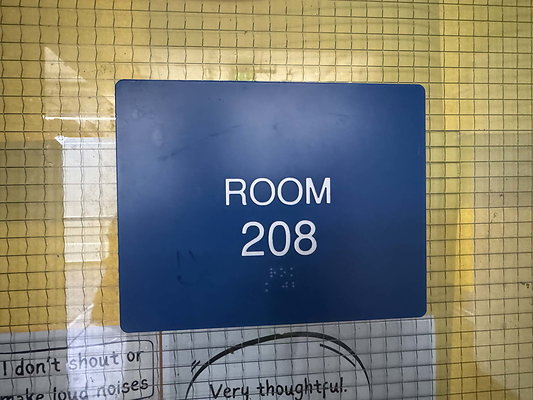 ROOM
208
I don't shout or
make loud noises
Very thoughtful.